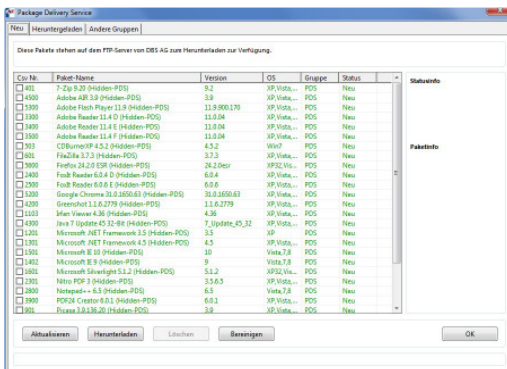 Package Delivery Service
Neu Heruntergeladen Andere Gruppen
Diese Pakete stehen auf dem FTP-Server von DBS AG zum Herunterladen zur Verfügung.
Csv Nr. Paket-Name Version OS Gruppe Status
401 7-Zip 9.20 (Hidden-PDS) 9.2 XP,Vista,... PDS Neu
4500 Adobe AIR 3.9 (Hidden-PDS) 3.9 XP,Vista,... PDS Neu
5300 Adobe Flash Player 11.9 (Hidden-PDS) 11.9.900.170 XP,Vista,... PDS Neu
3300 Adobe Reader 11.4 D (Hidden-PDS) 11.0.04 XP,Vista,... PDS Neu
3400 Adobe Reader 11.4 E (Hidden-PDS) 11.0.04 XP,Vista,... PDS Neu
3500 Adobe Reader 11.4 F (Hidden-PDS) 11.0.04 XP,Vista,... PDS Neu
503 CDBurnerXP 4.5.2 (Hidden-PDS) 4.5.2 Win7 PDS Neu
601 FileZilla 3.7.3 (Hidden-PDS) 3.7.3 XP,Vista,... PDS Neu
5600 Firefox 24.2.0 ESR (Hidden-PDS) 24.2.0esr XP32,Vis... PDS Neu
2400 Foxit Reader 6.0.4 D (Hidden-PDS) 6.0.4 XP,Vista,... PDS Neu
2500 Foxit Reader 6.0.6 E (Hidden-PDS) 6.0.6 XP,Vista,... PDS Neu
5200 Google Chrome 31.0.1650.63 (Hidden-PDS) 31.0.1650.63 XP,Vista,... PDS Neu
4200 Greenshot 1.1.6.2779 (Hidden-PDS) 1.1.6.2779 XP,Vista,... PDS Neu
1103 Irfan Viewer 4.36 (Hidden-PDS) 4.36 XP,Vista,... PDS Neu
4300 Java 7 Update 45 32-Bit (Hidden-PDS) 7_Update_45_32 XP,Vista,... PDS Neu
1201 Microsoft .NET Framework 3.5 (Hidden-PDS) 3.5 XP PDS Neu
1301 Microsoft .NET Framework 4.5 (Hidden-PDS) 4.5 XP,Vista,... PDS Neu
1501 Microsoft IE 10 (Hidden-PDS) 10 Vista,7,8 PDS Neu
1402 Microsoft IE 9 (Hidden-PDS) 9 Vista,7,8 PDS Neu
1601 Microsoft Silverlight 5.1.2 (Hidden-PDS) 5.1.2 XP32,Vis... PDS Neu
2301 Nitro PDF 3 (Hidden-PDS) 3.5.6.5 XP,Vista,... PDS Neu
2800 Notepad++ 6.5 (Hidden-PDS) 6.5 Vista,7,8 PDS Neu
3900 PDF24 Creator 6.0.1 (Hidden-PDS) 6.0.1 XP,Vista,... PDS Neu
901 Picasa 3.9.136.20 (Hidden-PDS) 3.9 XP,Vista,... PDS Neu
Statusinfo
Paketinfo
Aktualisieren Herunterladen Löschen Bereinigen OK